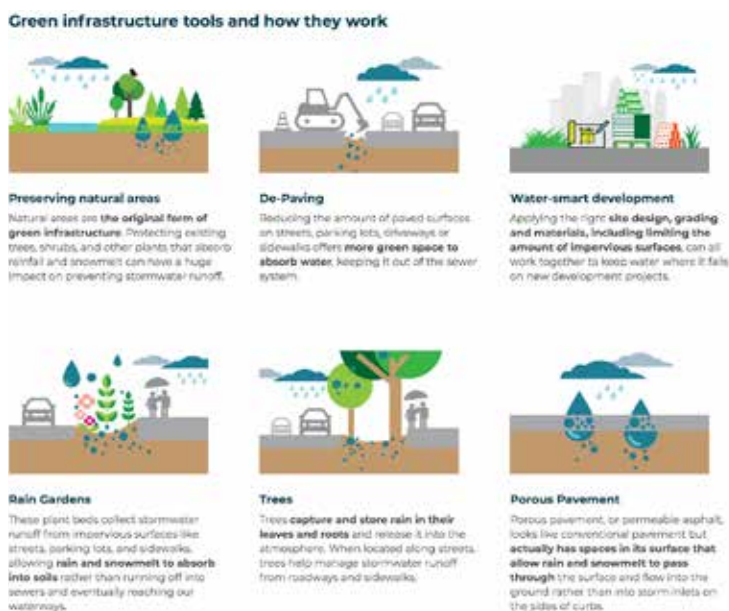 Green infrastructure tools and how they work
Preserving natural areas
Natural areas are the original form of
green infrastructure. Protecting existing
trees, shrubs, and other plants that absorb
rainfall and snowmelt can have a huge
impact on preventing stormwater runoff.
De-Paving
Reducing the amount of paved surfaces
on streets, parking lots, driveways or
sidewalks offers more green space to
absorb water, keeping it out of the sewer
system.
Water-smart development
Applying the right site design, grading
and materials, including limiting the
amount of impervious surfaces, can all
work together to keep water where it falls
on new development projects.
Rain Gardens
These plant beds collect stormwater
runoff from impervious surfaces like
streets, parking lots, and sidewalks,
allowing rain and snowmelt to absorb
into soils rather than running off into
sewers and eventually reaching our
waterways.
Trees
Trees capture and store rain in their
leaves and roots and release it into the
atmosphere. When located along streets,
trees help manage stormwater runoff
from roadways and sidewalks.
Porous Pavement
Porous pavement, or permeable asphalt,
looks like conventional pavement but
actually has spaces in its surface that
allow rain and snowmelt to pass
through the surface and flow into the
ground rather than into storm inlets on
the sides of curbs.